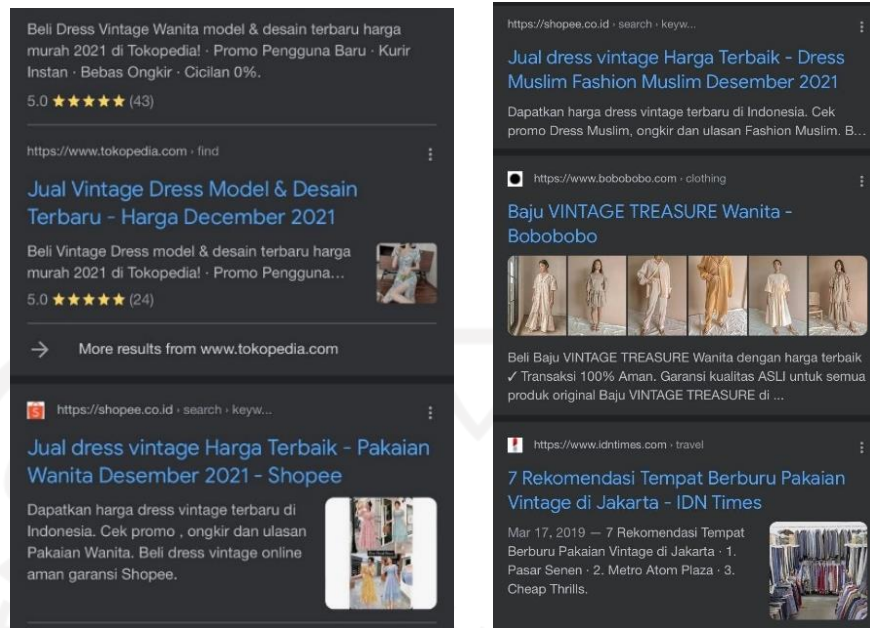 Beli Dress Vintage Wanita model & desain terbaru harga
murah 2021 di Tokopedia! · Promo Pengguna Baru · Kurir
Instan · Bebas Ongkir · Cicilan 0%.
5.0 ★★★★★ (43)
https://www.tokopedia.com › find
Jual Vintage Dress Model & Desain
Terbaru - Harga December 2021
Beli Vintage Dress model & desain terbaru harga
murah 2021 di Tokopedia! · Promo Pengguna...
5.0 ★★★★★ (24)
→ More results from www.tokopedia.com
https://shopee.co.id › search › keyw...
Jual dress vintage Harga Terbaik - Pakaian
Wanita Desember 2021 - Shopee
Dapatkan harga dress vintage terbaru di
Indonesia. Cek promo , ongkir dan ulasan
Pakaian Wanita. Beli dress vintage online
aman garansi Shopee.
https://shopee.co.id › search › keyw...
Jual dress vintage Harga Terbaik - Dress
Muslim Fashion Muslim Desember 2021
Dapatkan harga dress vintage terbaru di Indonesia. Cek
promo Dress Muslim, ongkir dan ulasan Fashion Muslim. B...
https://www.bobobobo.com › clothing
Baju VINTAGE TREASURE Wanita -
Bobobobo
Beli Baju VINTAGE TREASURE Wanita dengan harga terbaik
✓ Transaksi 100% Aman. Garansi kualitas ASLI untuk semua
produk original Baju VINTAGE TREASURE di ...
https://www.idntimes.com › travel
7 Rekomendasi Tempat Berburu Pakaian
Vintage di Jakarta - IDN Times
Mar 17, 2019 — 7 Rekomendasi Tempat
Berburu Pakaian Vintage di Jakarta · 1.
Pasar Senen · 2. Metro Atom Plaza · 3.
Cheap Thrills.